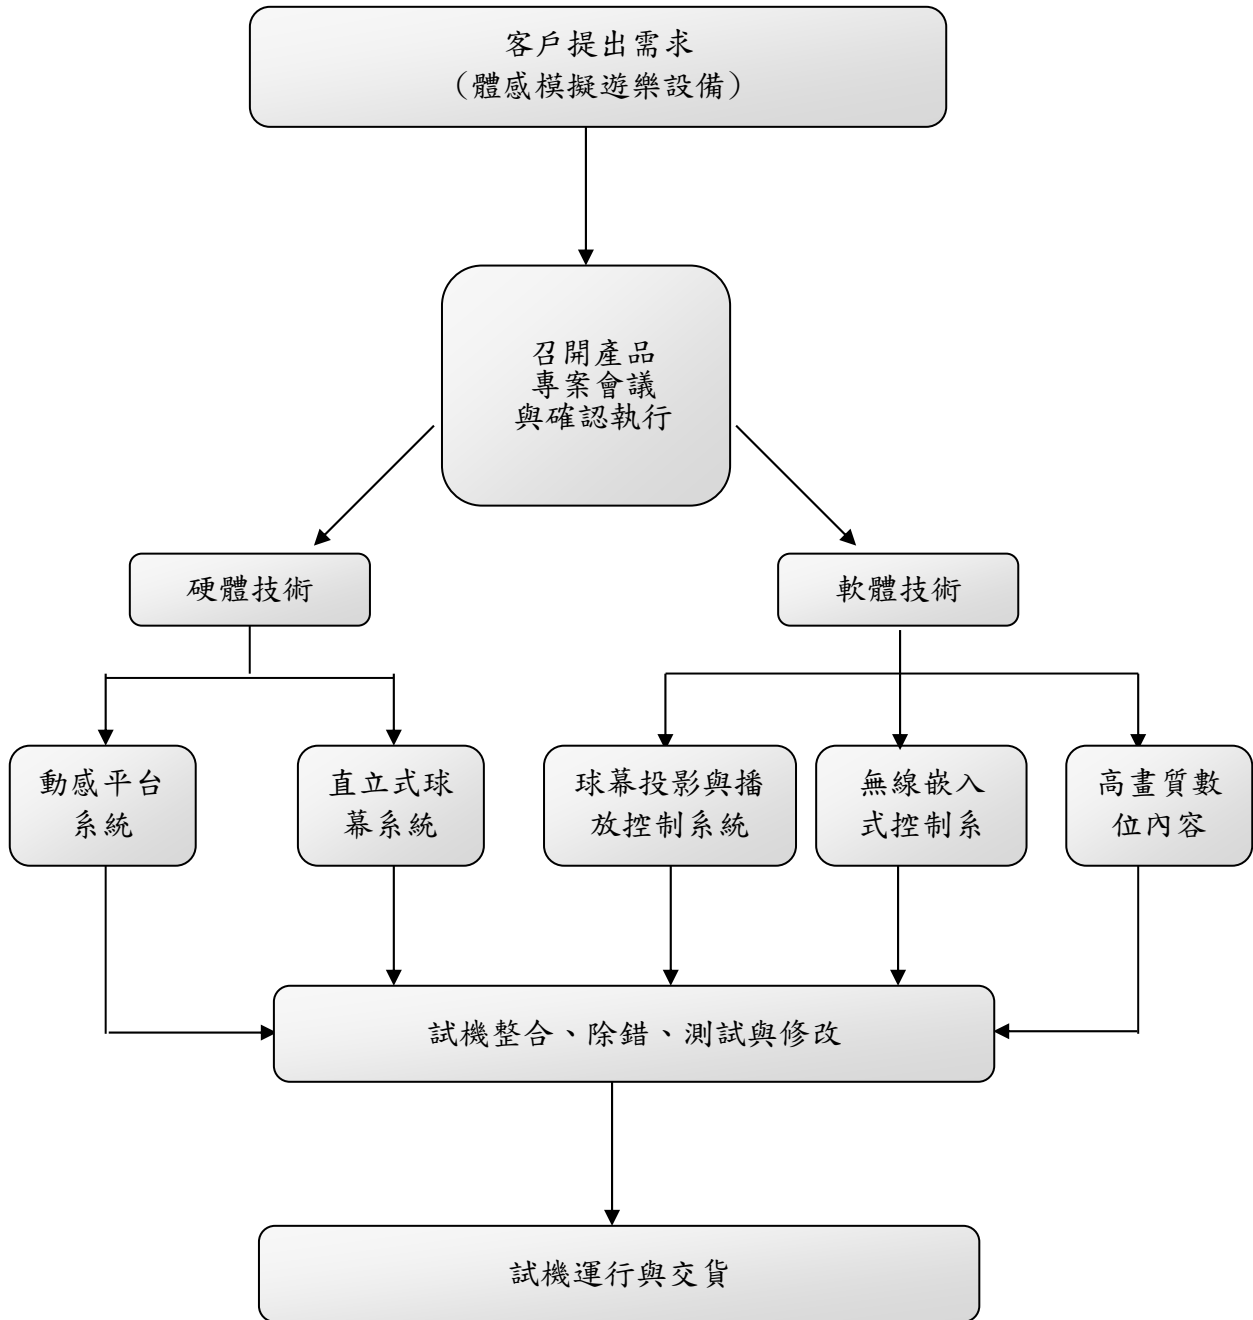 客戶提出需求
（體感模擬遊樂設備）
召開產品
專案會議
與確認執行
硬體技術
軟體技術
動感平台
系統
直立式球
幕系統
球幕投影與播
放控制系統
無線嵌入
式控制系
高畫質數
位內容
試機整合、除錯、測試與修改
試機運行與交貨